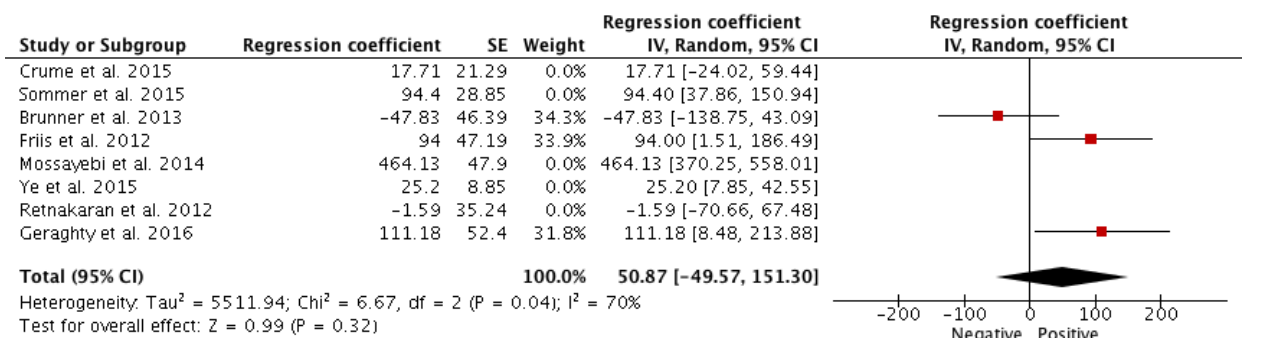 Regression coefficient Regression coefficient
Study or Subgroup Regression coefficient SE Weight IV, Random, 95% CI IV, Random, 95% CI
Crume et al. 2015 17.71 21.29 0.0% 17.71 [−24.02, 59.44]
Sommer et al. 2015 94.4 28.85 0.0% 94.40 [37.86, 150.94]
Brunner et al. 2013 −47.83 46.39 34.3% −47.83 [−138.75, 43.09]
Friis et al. 2012 94 47.19 33.9% 94.00 [1.51, 186.49]
Mossayebi et al. 2014 464.13 47.9 0.0% 464.13 [370.25, 558.01]
Ye et al. 2015 25.2 8.85 0.0% 25.20 [7.85, 42.55]
Retnakaran et al. 2012 −1.59 35.24 0.0% −1.59 [−70.66, 67.48]
Geraghty et al. 2016 111.18 52.4 31.8% 111.18 [8.48, 213.88]
Total (95% CI) 100.0% 50.87 [−49.57, 151.30]
Heterogeneity: Tau² = 5511.94; Chi² = 6.67, df = 2 (P = 0.04); I² = 70%
Test for overall effect: Z = 0.99 (P = 0.32)
−200 −100 0 100 200
Negative Positive